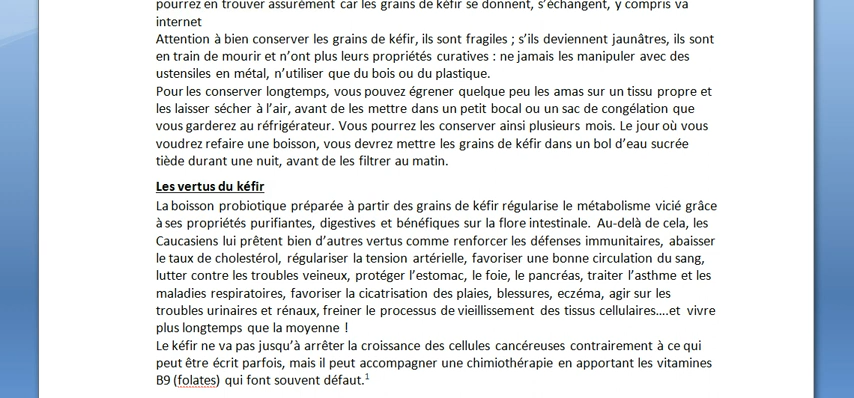 pourrez en trouver assurément car les grains de kéfir se donnent, s’échangent, y compris va
internet
Attention à bien conserver les grains de kéfir, ils sont fragiles ; s’ils deviennent jaunâtres, ils sont
en train de mourir et n’ont plus leurs propriétés curatives : ne jamais les manipuler avec des
ustensiles en métal, n’utiliser que du bois ou du plastique.
Pour les conserver longtemps, vous pouvez égrener quelque peu les amas sur un tissu propre et
les laisser sécher à l’air, avant de les mettre dans un petit bocal ou un sac de congélation que
vous garderez au réfrigérateur. Vous pourrez les conserver ainsi plusieurs mois. Le jour où vous
voudrez refaire une boisson, vous devrez mettre les grains de kéfir dans un bol d’eau sucrée
tiède durant une nuit, avant de les filtrer au matin.
Les vertus du kéfir
La boisson probiotique préparée à partir des grains de kéfir régularise le métabolisme vicié grâce
à ses propriétés purifiantes, digestives et bénéfiques sur la flore intestinale. Au-delà de cela, les
Caucasiens lui prêtent bien d’autres vertus comme renforcer les défenses immunitaires, abaisser
le taux de cholestérol, régulariser la tension artérielle, favoriser une bonne circulation du sang,
lutter contre les troubles veineux, protéger l’estomac, le foie, le pancréas, traiter l’asthme et les
maladies respiratoires, favoriser la cicatrisation des plaies, blessures, eczéma, agir sur les
troubles urinaires et rénaux, freiner le processus de vieillissement des tissus cellulaires….et vivre
plus longtemps que la moyenne !
Le kéfir ne va pas jusqu’à arrêter la croissance des cellules cancéreuses contrairement à ce qui
peut être écrit parfois, mais il peut accompagner une chimiothérapie en apportant les vitamines
B9 (folates) qui font souvent défaut.¹